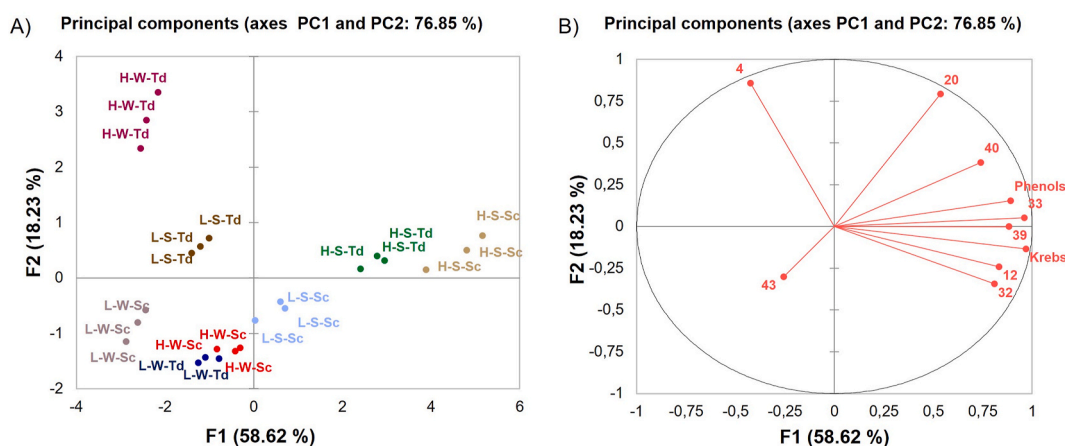 A)
Principal components (axes PC1 and PC2: 76.85 %)
4
3
2
1
0
-1
-2
F2 (18.23 %)
H-W-Td
H-W-Td
H-W-Td
L-S-Td
L-S-Td
L-S-Td
H-S-Sc
H-S-Td
H-S-Td
H-S-Td
H-S-Sc
H-S-Sc
L-W-Sc
L-W-Sc
L-W-Sc
L-S-Sc
L-S-Sc
L-S-Sc
H-W-Sc
H-W-Sc
H-W-Sc
L-W-Td
L-W-Td
-4
-2
0
2
4
6
F1 (58.62 %)
B)
Principal components (axes PC1 and PC2: 76.85 %)
1
0,75
0,5
0,25
0
-0,25
-0,5
-0,75
-1
F2 (18.23 %)
4
20
40
Phenols
33
39
Krebs
12
32
43
-1
-0,75
-0,5
-0,25
0
0,25
0,5
0,75
1
F1 (58.62 %)